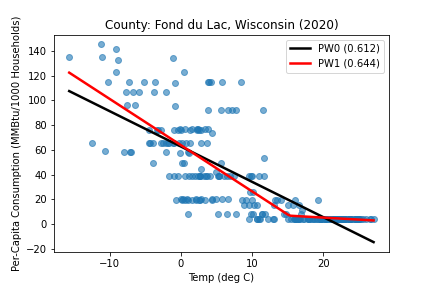 County: Fond du Lac, Wisconsin (2020)
Per-Capita Consumption (MMBtu/1000 Households)
140
120
100
80
60
40
20
0
−20
PW0 (0.612)
PW1 (0.644)
−10
0
10
20
Temp (deg C)